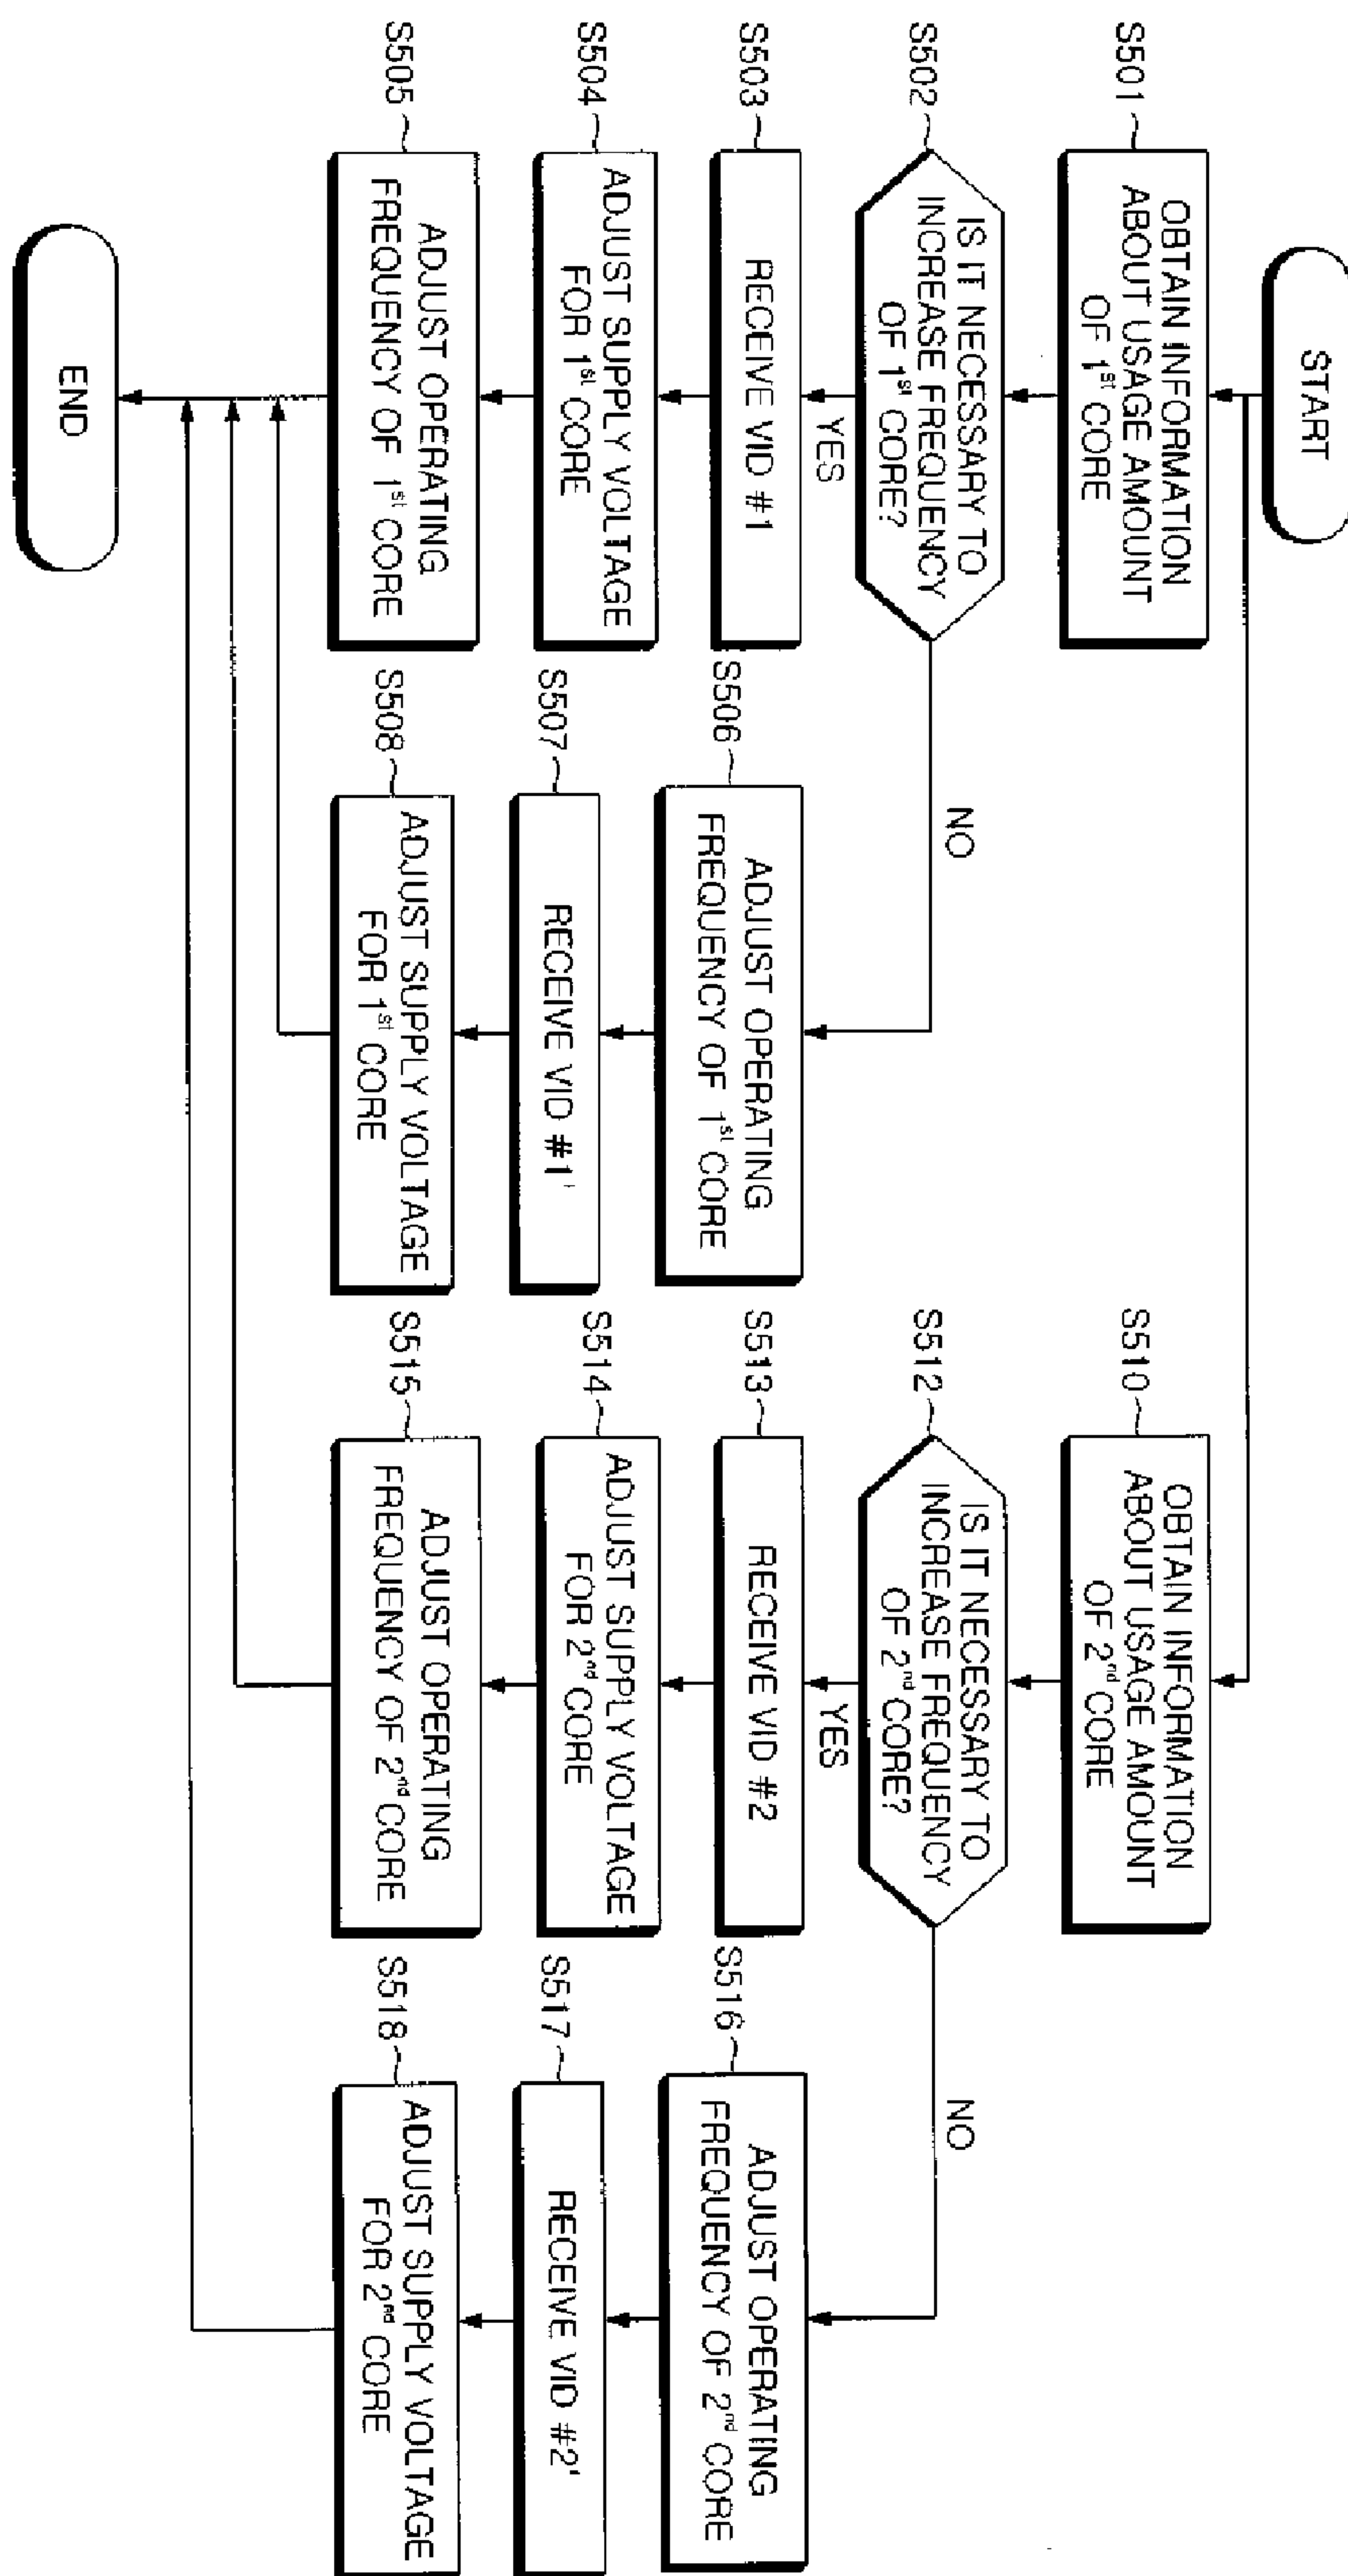 START
S501
OBTAIN INFORMATION
ABOUT USAGE AMOUNT
OF 1st CORE
S502
IS IT NECESSARY TO
INCREASE FREQUENCY
OF 1st CORE?
YES
NO
S503
RECEIVE VID #1
S504
ADJUST SUPPLY VOLTAGE
FOR 1st CORE
S505
ADJUST OPERATING
FREQUENCY OF 1st CORE
S506
ADJUST OPERATING
FREQUENCY OF 1st CORE
S507
RECEIVE VID #1'
S508
ADJUST SUPPLY VOLTAGE
FOR 1st CORE
S510
OBTAIN INFORMATION
ABOUT USAGE AMOUNT
OF 2nd CORE
S512
IS IT NECESSARY TO
INCREASE FREQUENCY
OF 2nd CORE?
YES
NO
S513
RECEIVE VID #2
S514
ADJUST SUPPLY VOLTAGE
FOR 2nd CORE
S515
ADJUST OPERATING
FREQUENCY OF 2nd CORE
S516
ADJUST OPERATING
FREQUENCY OF 2nd CORE
S517
RECEIVE VID #2'
S518
ADJUST SUPPLY VOLTAGE
FOR 2nd CORE
END